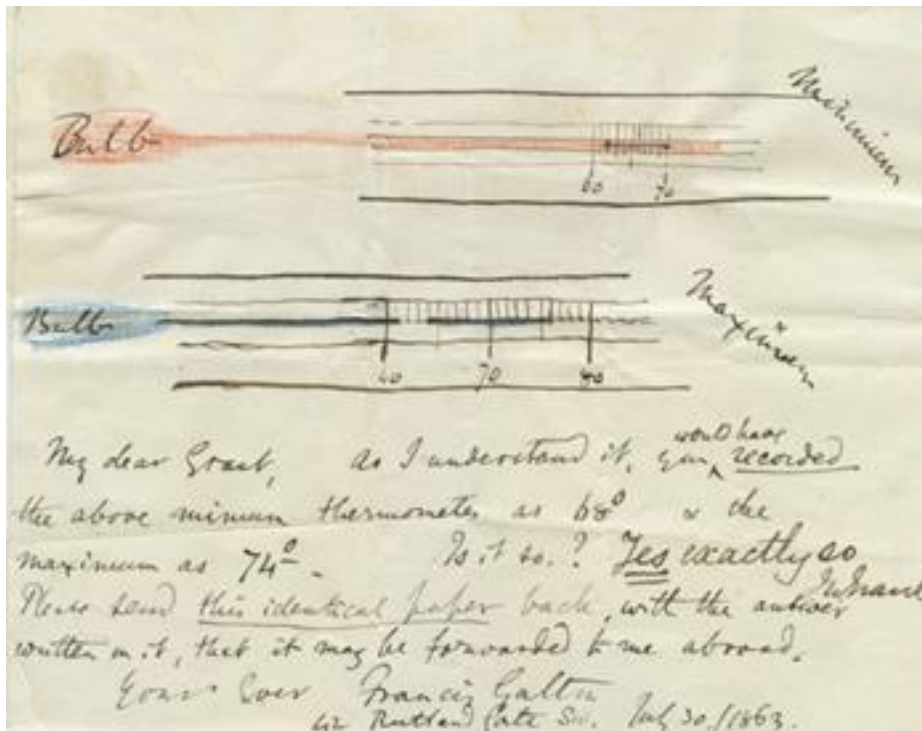 Minimum
Bulb
60 70
Maximum
Bulb
60 70 80
My dear Grant, as I understand it, you would have recorded
the above minimum thermometer as 68° & the
maximum as 74°. Is it so.? Yes exactly so
Please send this identical paper back, with the answer
written on it, that it may be forwarded to me abroad.
Yours ever Francis Galton
42 Rutland Gate SW. July 30/1863.